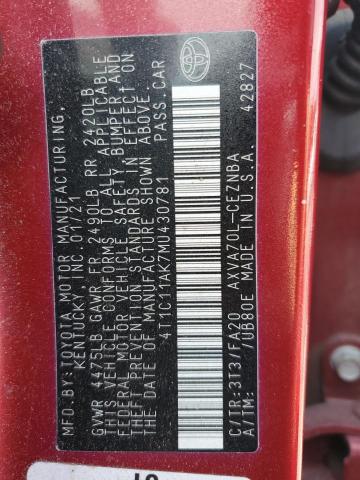 MFD. BY: TOYOTA MOTOR MANUFACTURING,
KENTUCKY, INC. 01/21
GVWR 4475LB GAWR FR 2490LB RR 2420LB
THIS VEHICLE CONFORMS TO ALL APPLICABLE
FEDERAL MOTOR VEHICLE SAFETY, BUMPER, AND
THEFT PREVENTION STANDARDS IN EFFECT ON
THE DATE OF MANUFACTURE SHOWN ABOVE.
4T1C11AK7MU430781 PASS. CAR
C/TR: 3T3/FA20 AXVA70L-CEZNBA
A/TM: /UB80E MADE IN U.S.A. 42827